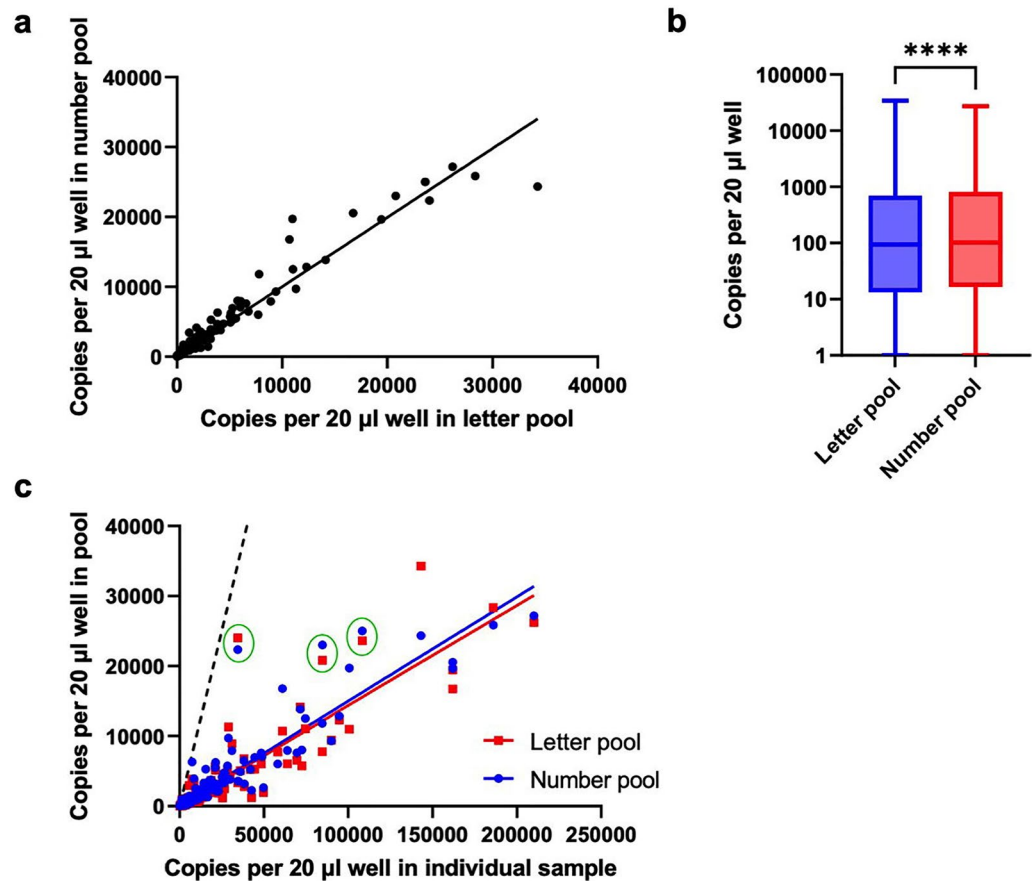 a
Copies per 20 µl well in number pool
40000
30000
20000
10000
0
0 10000 20000 30000 40000
Copies per 20 µl well in letter pool
b
****
Copies per 20 µl well
100000
10000
1000
100
10
1
Letter pool
Number pool
c
Copies per 20 µl well in pool
40000
30000
20000
10000
0
Letter pool
Number pool
0 50000 100000 150000 200000 250000
Copies per 20 µl well in individual sample